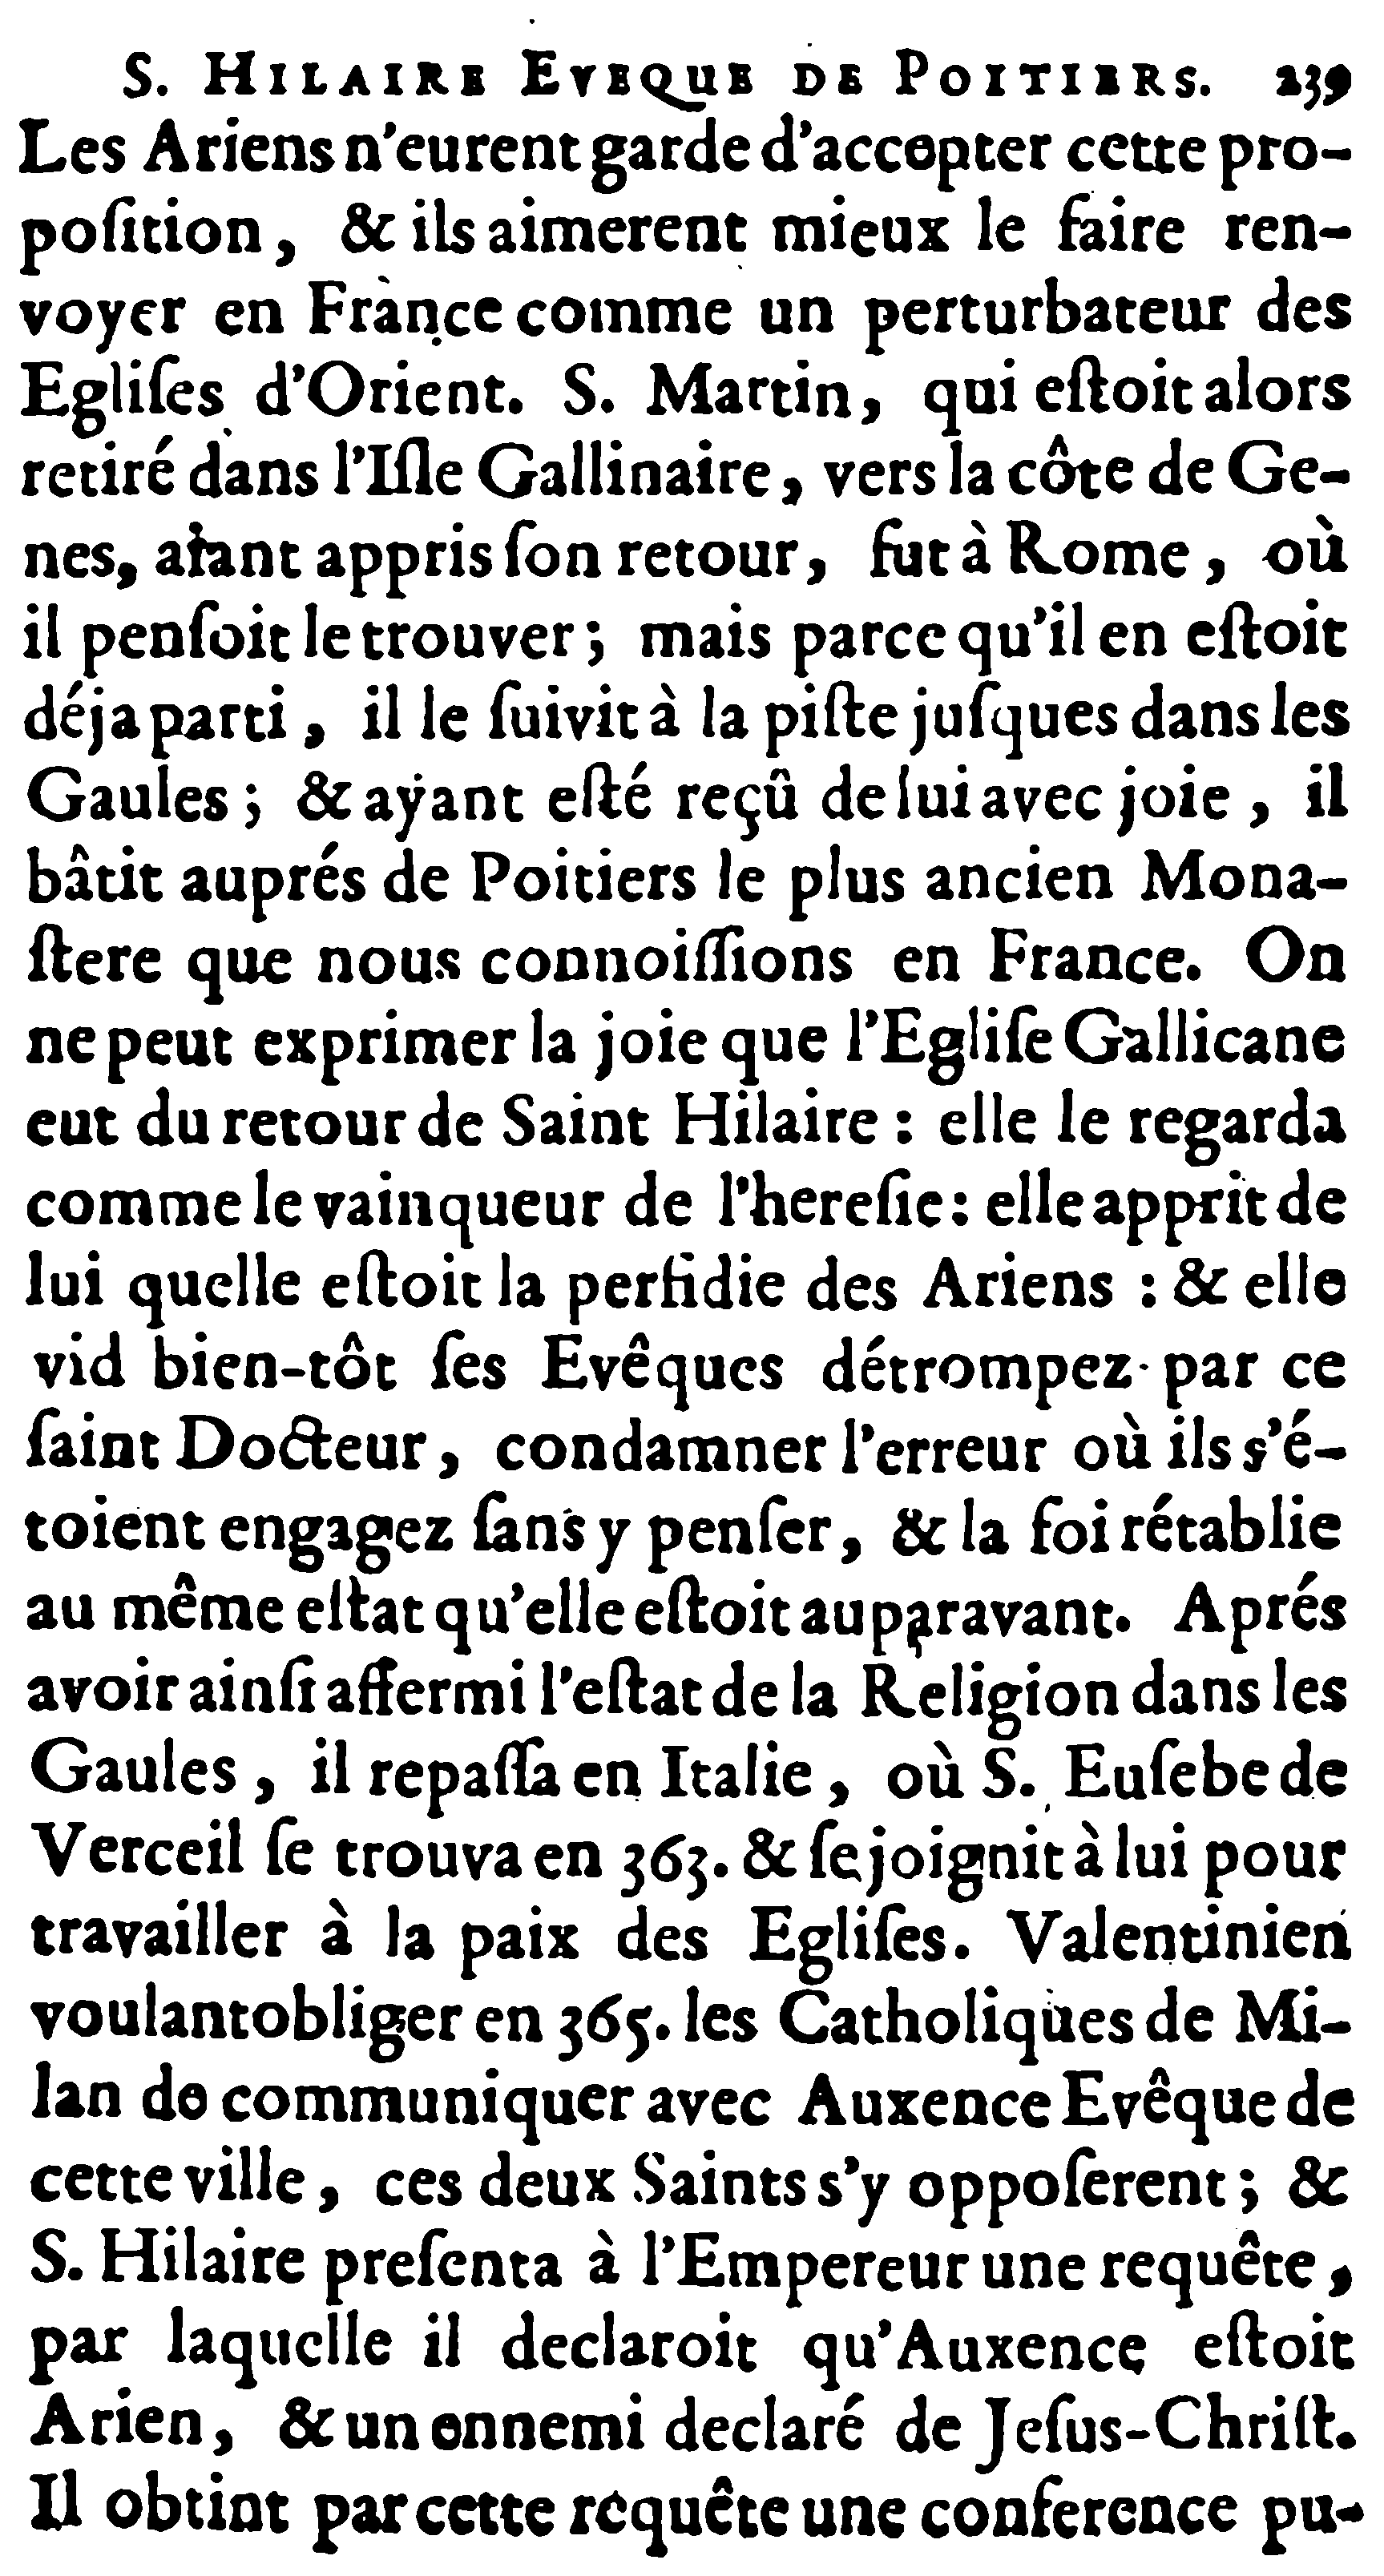 S. HILAIRE EVEQUE DE POITIERS. 239
Les Ariens n'eurent garde d'accepter cette pro-
poſition, & ils aimerent mieux le faire ren-
voyer en France comme un perturbateur des
Egliſes d'Orient. S. Martin, qui eſtoit alors
retiré dans l'Iſle Gallinaire, vers la côte de Ge-
nes, aïant appris ſon retour, fut à Rome, où
il penſoit le trouver; mais parce qu'il en eſtoit
déja parti, il le ſuivit à la piſte juſques dans les
Gaules; & ayant eſté reçû de lui avec joie, il
bâtit auprés de Poitiers le plus ancien Mona-
ſtere que nous connoiſſions en France. On
ne peut exprimer la joie que l'Egliſe Gallicane
eut du retour de Saint Hilaire: elle le regarda
comme le vainqueur de l'hereſie: elle apprit de
lui quelle eſtoit la perfidie des Ariens: & elle
vid bien-tôt ſes Evêques détrompez par ce
ſaint Docteur, condamner l'erreur où ils s'é-
toient engagez ſans y penſer, & la foi rétablie
au même eſtat qu'elle eſtoit auparavant. Aprés
avoir ainſi affermi l'eſtat de la Religion dans les
Gaules, il repaſſa en Italie, où S. Euſebe de
Verceil ſe trouva en 363. & ſe joignit à lui pour
travailler à la paix des Egliſes. Valentinien
voulant obliger en 365. les Catholiques de Mi-
lan de communiquer avec Auxence Evêque de
cette ville, ces deux Saints s'y oppoſerent; &
S. Hilaire preſenta à l'Empereur une requête,
par laquelle il declaroit qu'Auxence eſtoit
Arien, & un ennemi declaré de Jeſus-Chriſt.
Il obtint par cette requête une conference pu-